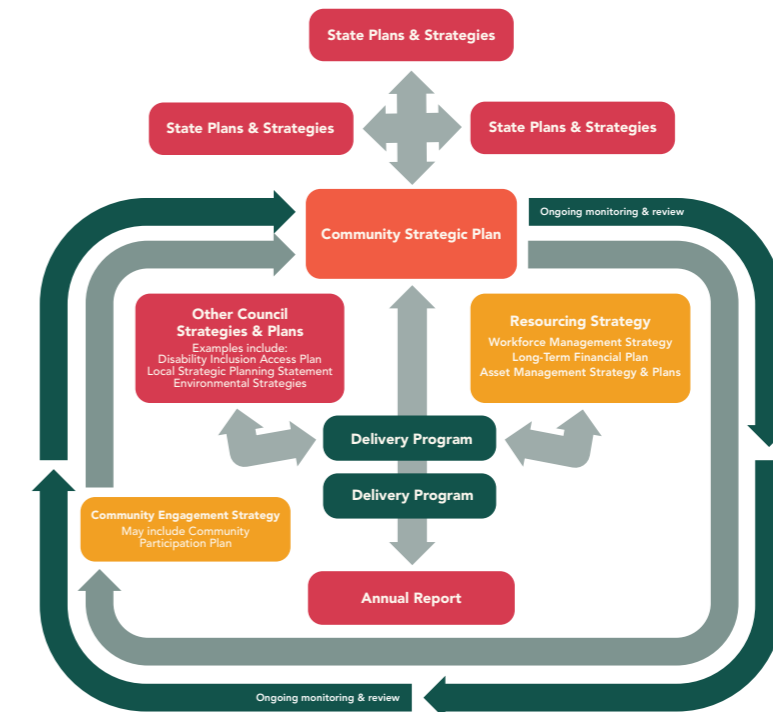 State Plans & Strategies
State Plans & Strategies
State Plans & Strategies
Community Strategic Plan
Ongoing monitoring & review
Other Council
Strategies & Plans
Examples include:
Disability Inclusion Access Plan
Local Strategic Planning Statement
Environmental Strategies
Resourcing Strategy
Workforce Management Strategy
Long-Term Financial Plan
Asset Management Strategy & Plans
Delivery Program
Delivery Program
Community Engagement Strategy
May include Community
Participation Plan
Annual Report
Ongoing monitoring & review